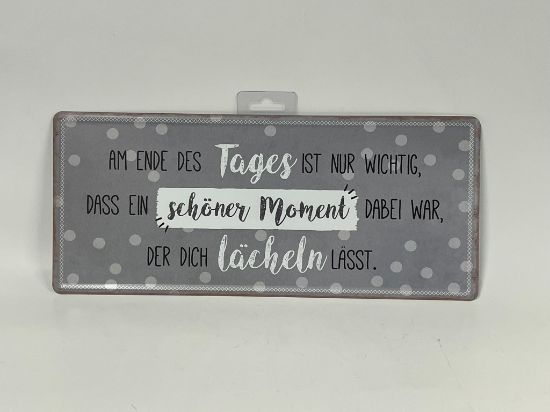 AM ENDE DES Tages IST NUR WICHTIG,
DASS EIN schöner Moment DABEI WAR,
DER DICH lächeln LÄSST.